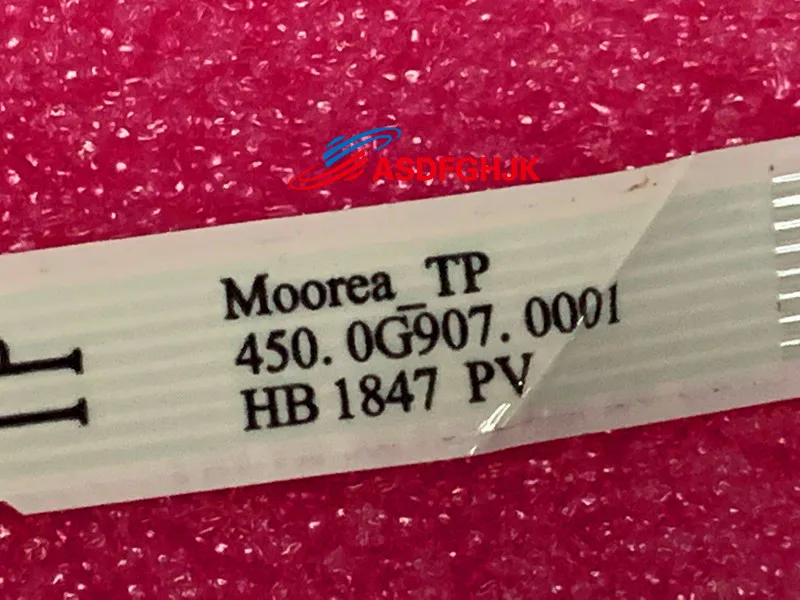 ASDFGHJK
Moorea_TP
450. 0G907. 0001
HB 1847 PV